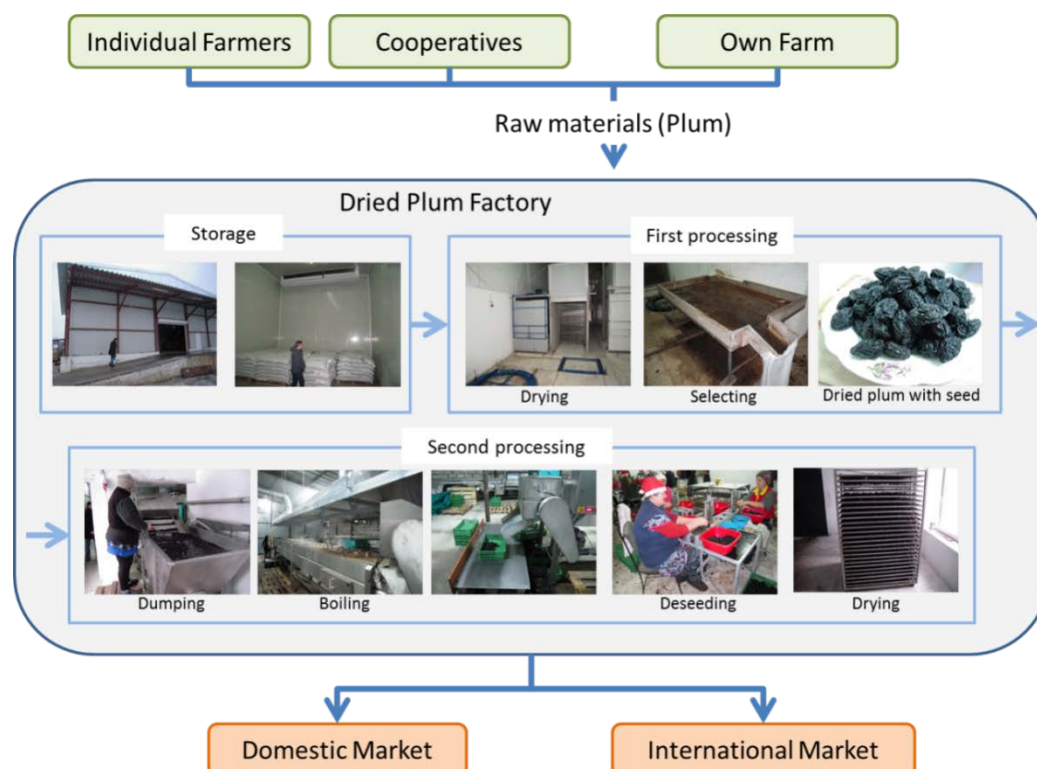 Individual Farmers
Cooperatives
Own Farm
Raw materials (Plum)
Dried Plum Factory
Storage
First processing
Drying
Selecting
Dried plum with seed
Second processing
Dumping
Boiling
Deseeding
Drying
Domestic Market
International Market